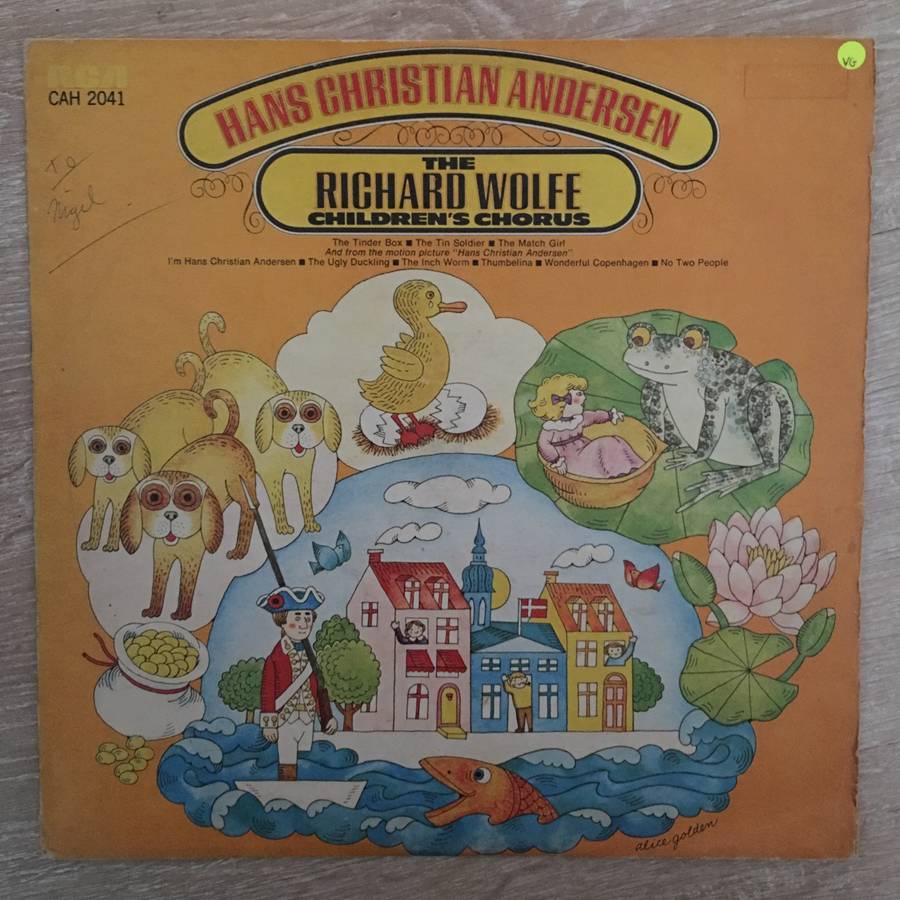 RCA
CAH 2041
VG
To
Nigel
HANS CHRISTIAN ANDERSEN
THE
RICHARD WOLFE
CHILDREN'S CHORUS
The Tinder Box ■ The Tin Soldier ■ The Match Girl
And from the motion picture "Hans Christian Andersen"
I'm Hans Christian Andersen ■ The Ugly Duckling ■ The Inch Worm ■ Thumbelina ■ Wonderful Copenhagen ■ No Two People
alice golden